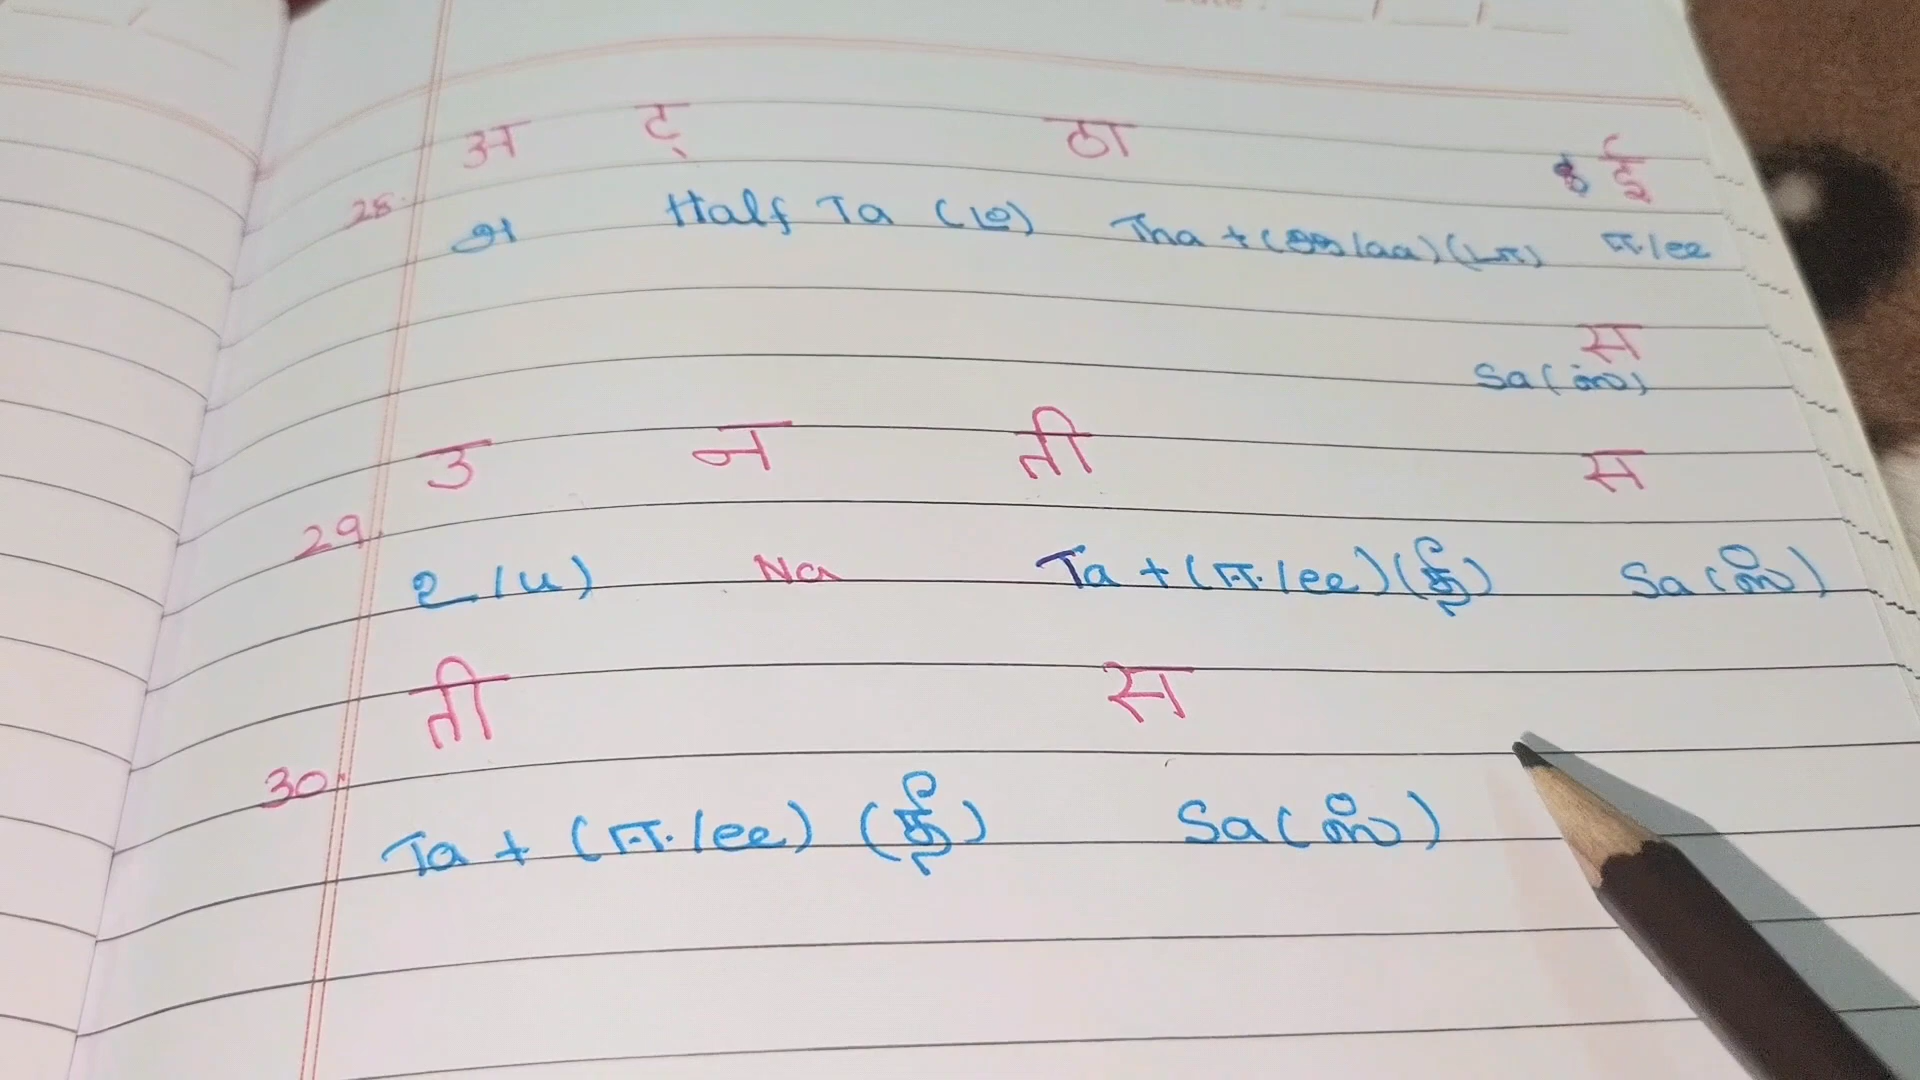 अ ट् ठा ई
28. அ Half Ta (ட்) Tha + (ஆ/aa) (டா) ஈ/ee
स
Sa (ஸ்)
उ न ती स
29. உ/u) Na Ta + (ஈ/ee) (தீ) Sa (ஸ்)
ती स
30. Ta + (ஈ/ee) (தீ) Sa (ஸ்)